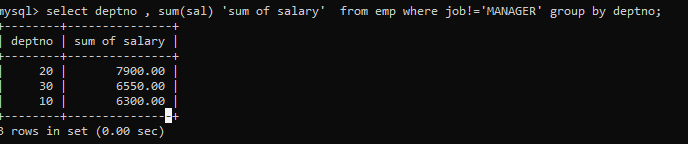 mysql> select deptno , sum(sal) 'sum of salary'  from emp where job!='MANAGER' group by deptno;
+--------+---------------+
| deptno | sum of salary |
+--------+---------------+
|     20 |       7900.00 |
|     30 |       6550.00 |
|     10 |       6300.00 |
+--------+---------------+
3 rows in set (0.00 sec)